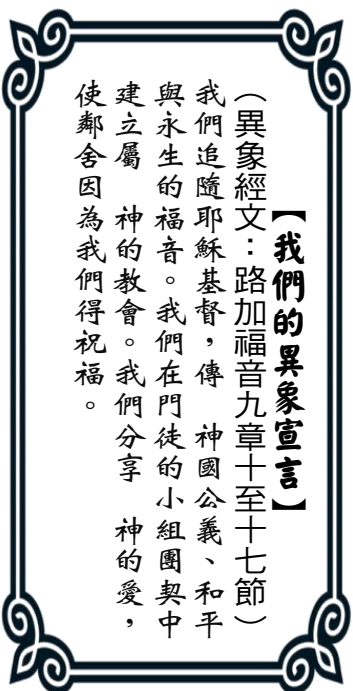 【我們的異象宣言】
（異象經文：路加福音九章十至十七節）
我們追隨耶穌基督，傳　神國公義、和平
與永生的福音。我們在門徒的小組團契中
建立屬　神的教會。我們分享　神的愛，
使鄰舍因為我們得祝福。